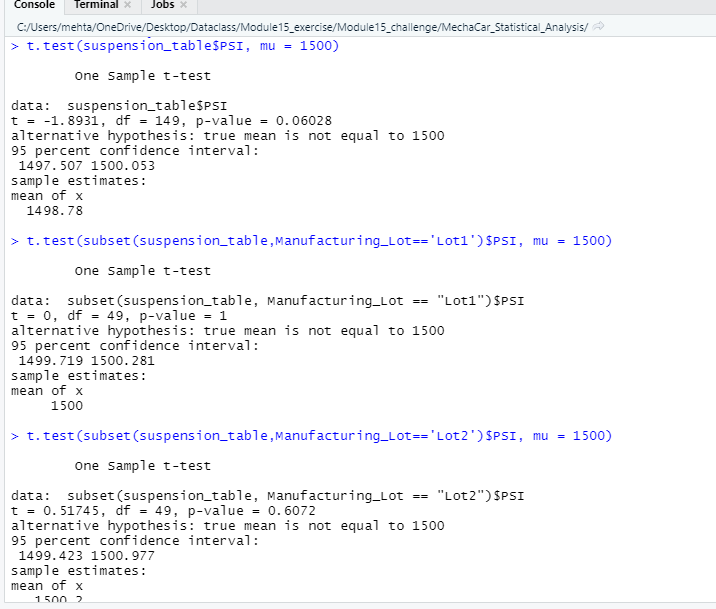 Console Terminal × Jobs ×
C:/Users/mehta/OneDrive/Desktop/Dataclass/Module15_exercise/Module15_challenge/MechaCar_Statistical_Analysis/
> t.test(suspension_table$PSI, mu = 1500)
One Sample t-test
data:  suspension_table$PSI
t = -1.8931, df = 149, p-value = 0.06028
alternative hypothesis: true mean is not equal to 1500
95 percent confidence interval:
1497.507 1500.053
sample estimates:
mean of x
1498.78
> t.test(subset(suspension_table,Manufacturing_Lot=='Lot1')$PSI, mu = 1500)
One Sample t-test
data:  subset(suspension_table, Manufacturing_Lot == "Lot1")$PSI
t = 0, df = 49, p-value = 1
alternative hypothesis: true mean is not equal to 1500
95 percent confidence interval:
1499.719 1500.281
sample estimates:
mean of x
1500
> t.test(subset(suspension_table,Manufacturing_Lot=='Lot2')$PSI, mu = 1500)
One Sample t-test
data:  subset(suspension_table, Manufacturing_Lot == "Lot2")$PSI
t = 0.51745, df = 49, p-value = 0.6072
alternative hypothesis: true mean is not equal to 1500
95 percent confidence interval:
1499.423 1500.977
sample estimates:
mean of x
1500.2